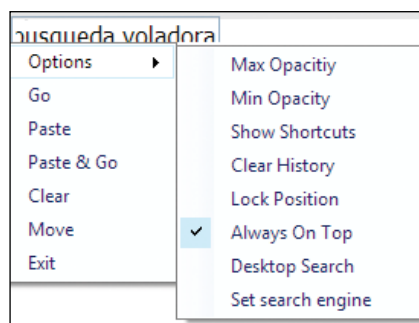 busqueda voladora
Options
Go
Paste
Paste & Go
Clear
Move
Exit
Max Opacitiy
Min Opacity
Show Shortcuts
Clear History
Lock Position
Always On Top
Desktop Search
Set search engine